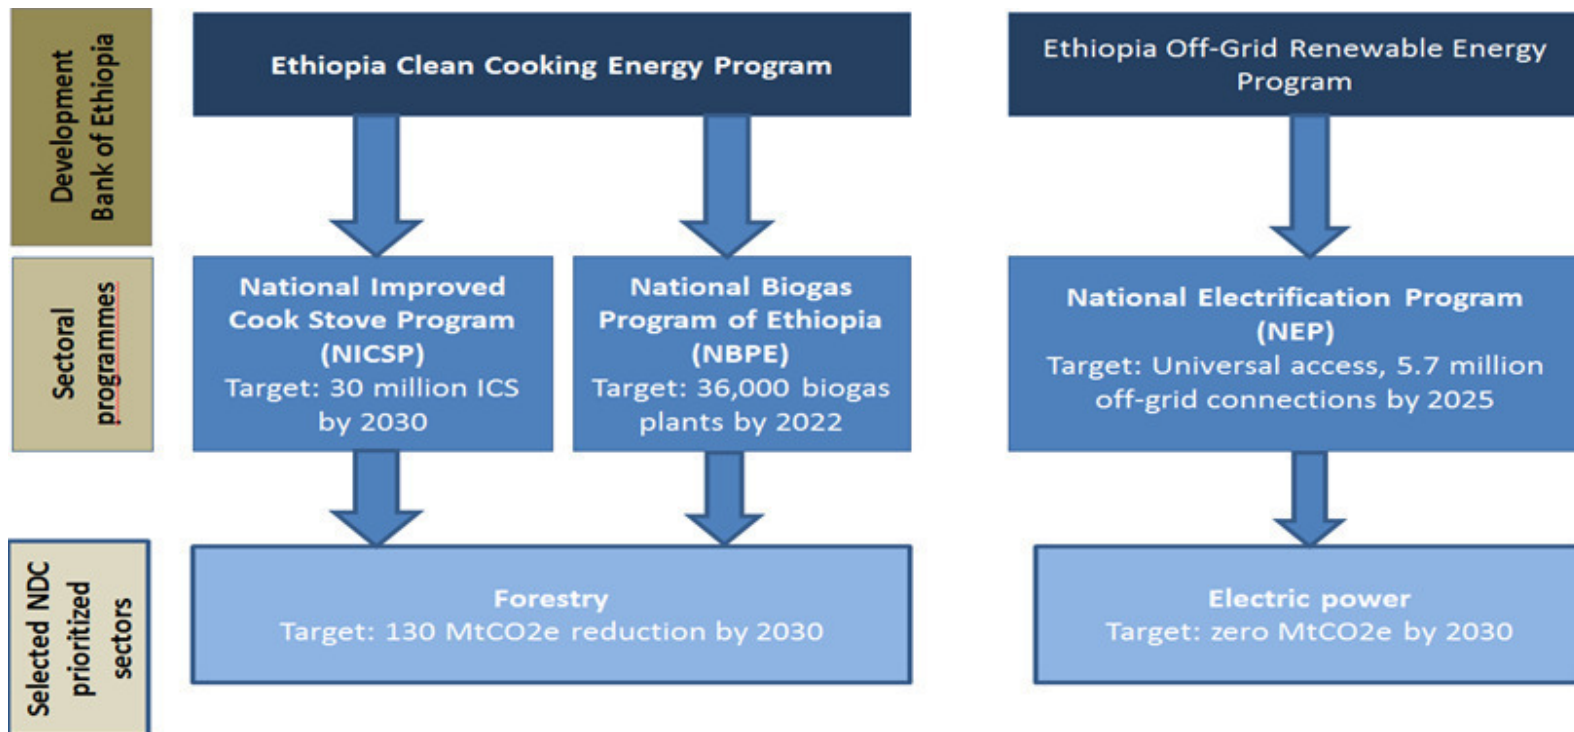 Development
Bank of Ethiopia
Ethiopia Clean Cooking Energy Program
Ethiopia Off-Grid Renewable Energy
Program
Sectoral
programmes
National Improved
Cook Stove Program
(NICSP)
Target: 30 million ICS
by 2030
National Biogas
Program of Ethiopia
(NBPE)
Target: 36,000 biogas
plants by 2022
National Electrification Program
(NEP)
Target: Universal access, 5.7 million
off-grid connections by 2025
Selected NDC
prioritized
sectors
Forestry
Target: 130 MtCO2e reduction by 2030
Electric power
Target: zero MtCO2e by 2030